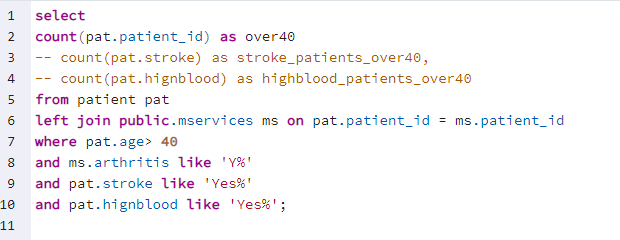 1 select
2 count(pat.patient_id) as over40
3 -- count(pat.stroke) as stroke_patients_over40,
4 -- count(pat.hignblood) as highblood_patients_over40
5 from patient pat
6 left join public.mservices ms on pat.patient_id = ms.patient_id
7 where pat.age> 40
8 and ms.arthritis like 'Y%'
9 and pat.stroke like 'Yes%'
10 and pat.hignblood like 'Yes%';
11